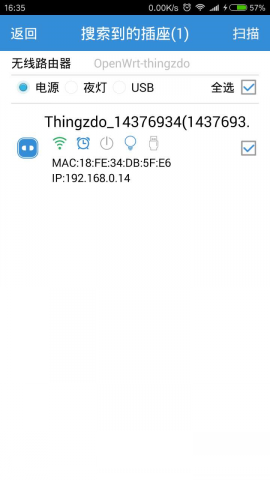 16:35 0.00K/s 57%
返回 搜索到的插座(1) 扫描
无线路由器 OpenWrt-thingzdo
电源 夜灯 USB 全选
Thingzdo_14376934(1437693.
MAC:18:FE:34:DB:5F:E6
IP:192.168.0.14